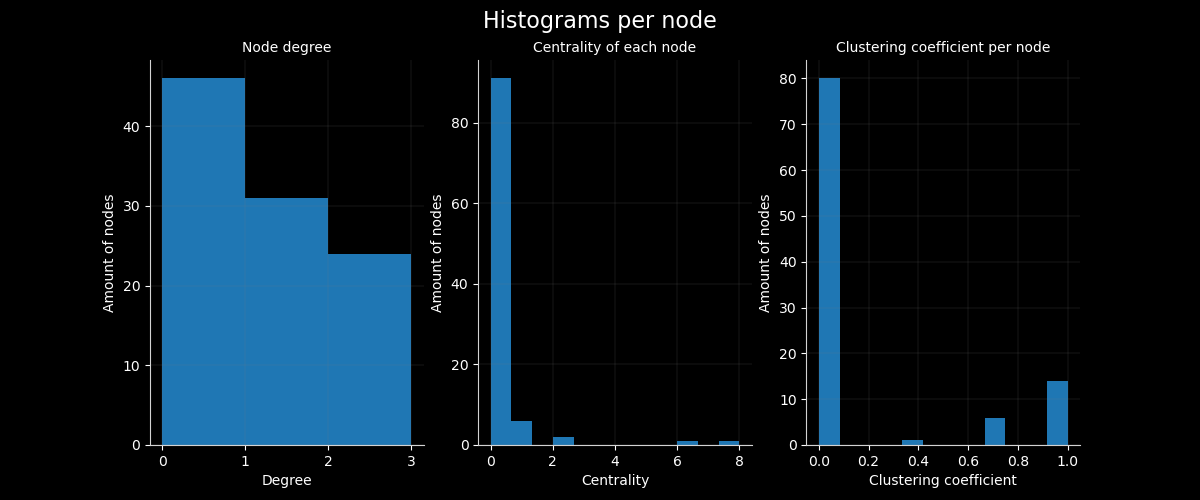 Histograms per node
Node degree
Amount of nodes
40
30
20
10
0
0 1 2 3
Degree
Centrality of each node
Amount of nodes
80
60
40
20
0
0 2 4 6 8
Centrality
Clustering coefficient per node
Amount of nodes
80
70
60
50
40
30
20
10
0
0.0 0.2 0.4 0.6 0.8 1.0
Clustering coefficient